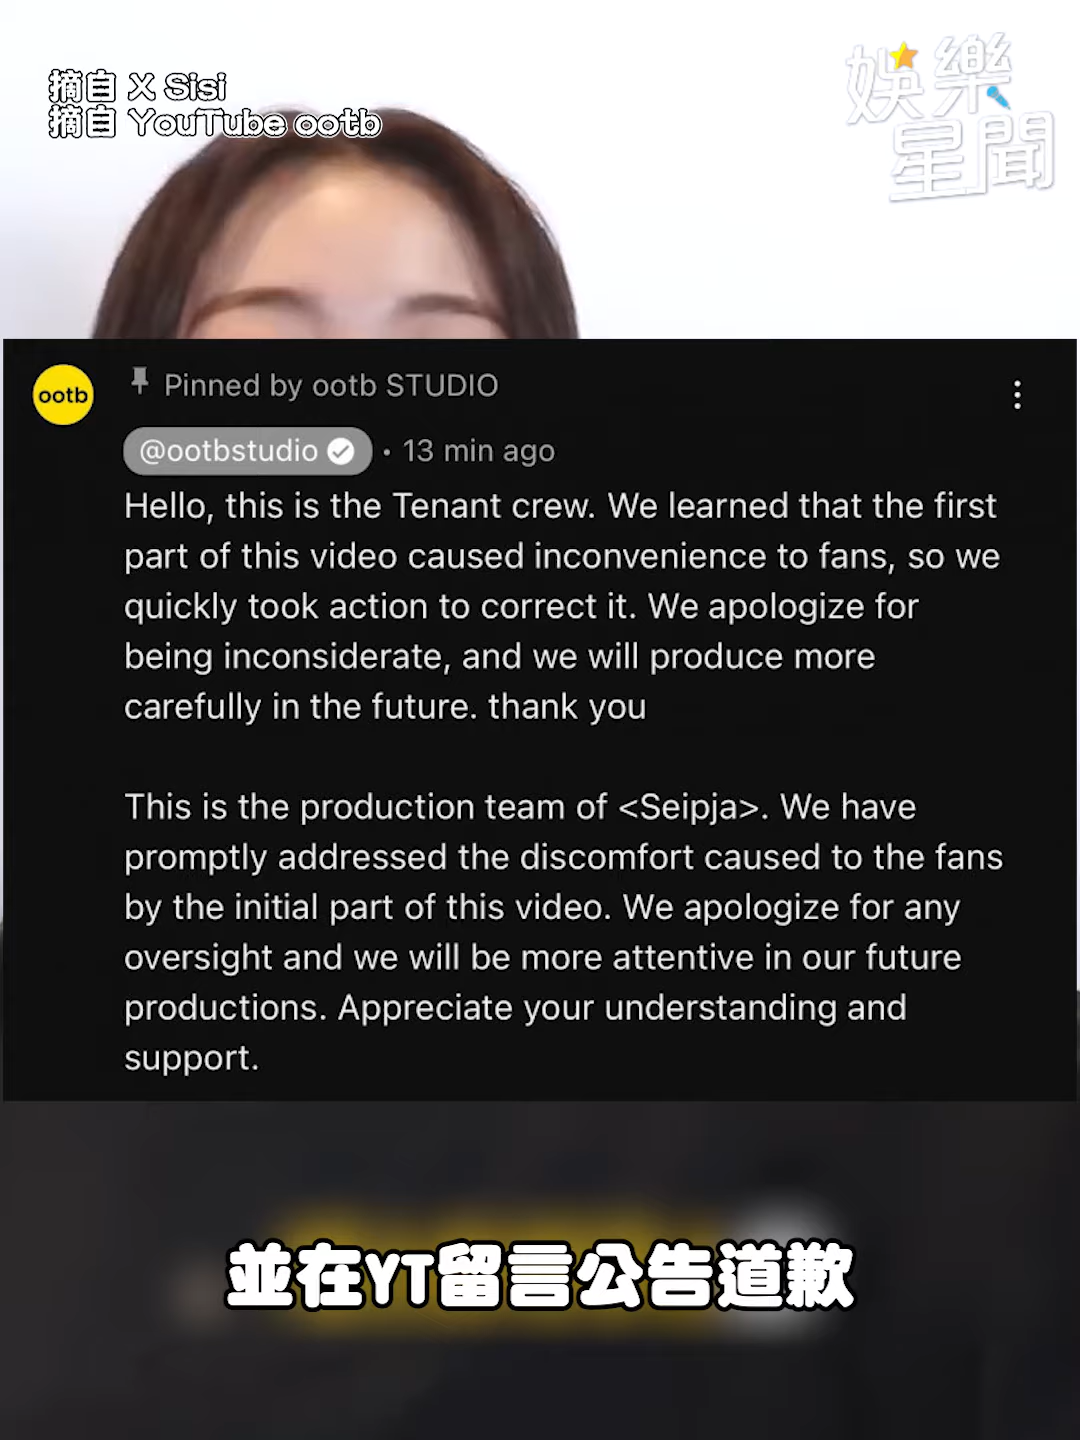 摘自 X Sisi
摘自 YouTube ootb
娛樂
星聞
ootb
Pinned by ootb STUDIO
@ootbstudio • 13 min ago
Hello, this is the Tenant crew. We learned that the first
part of this video caused inconvenience to fans, so we
quickly took action to correct it. We apologize for
being inconsiderate, and we will produce more
carefully in the future. thank you
This is the production team of <Seipja>. We have
promptly addressed the discomfort caused to the fans
by the initial part of this video. We apologize for any
oversight and we will be more attentive in our future
productions. Appreciate your understanding and
support.
並在YT留言公告道歉